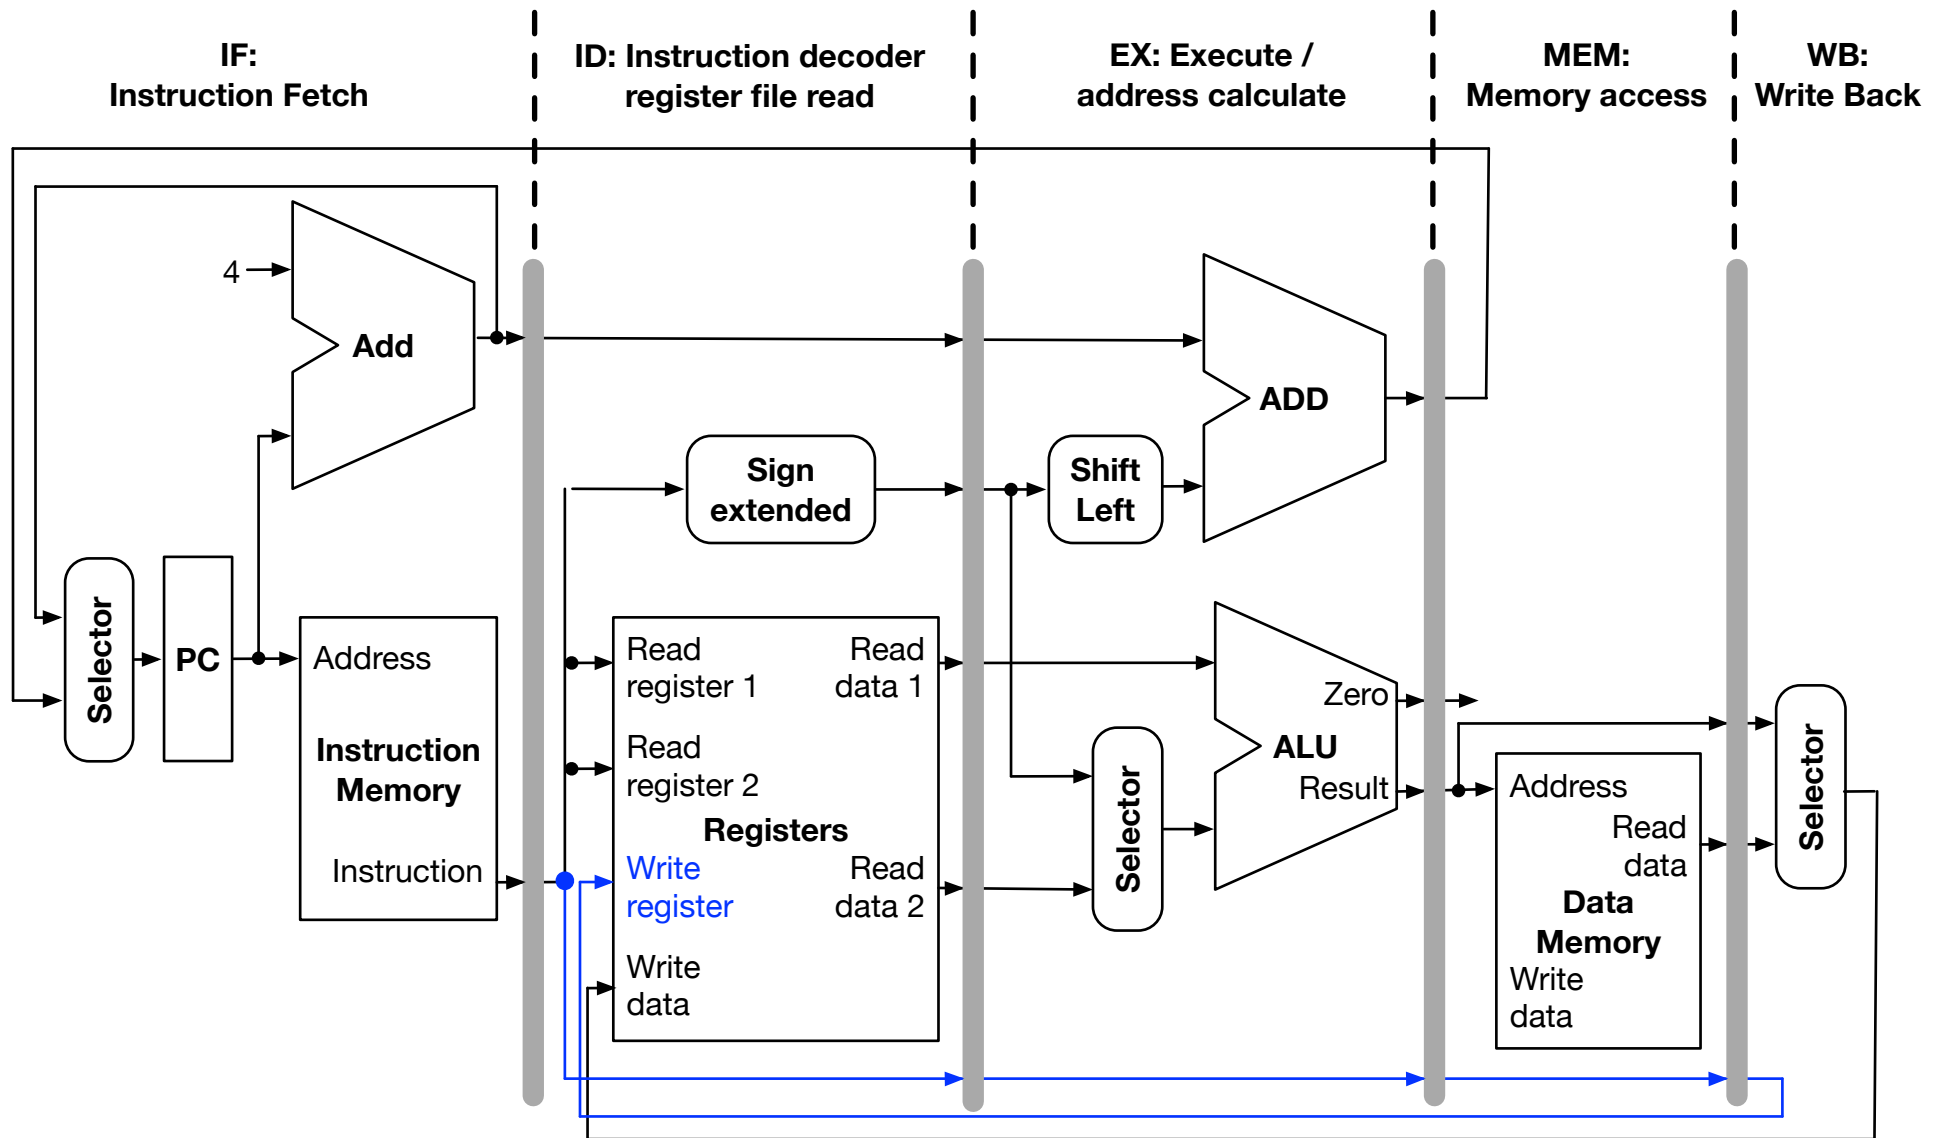 IF:
Instruction Fetch
ID: Instruction decoder
register file read
EX: Execute /
address calculate
MEM:
Memory access
WB:
Write Back
4
Add
ADD
Sign
extended
Shift
Left
Selector
PC
Address
Instruction
Memory
Instruction
Read
register 1
Read
data 1
Read
register 2
Registers
Write
register
Read
data 2
Write
data
Selector
Zero
ALU
Result
Address
Read
data
Data
Memory
Write
data
Selector